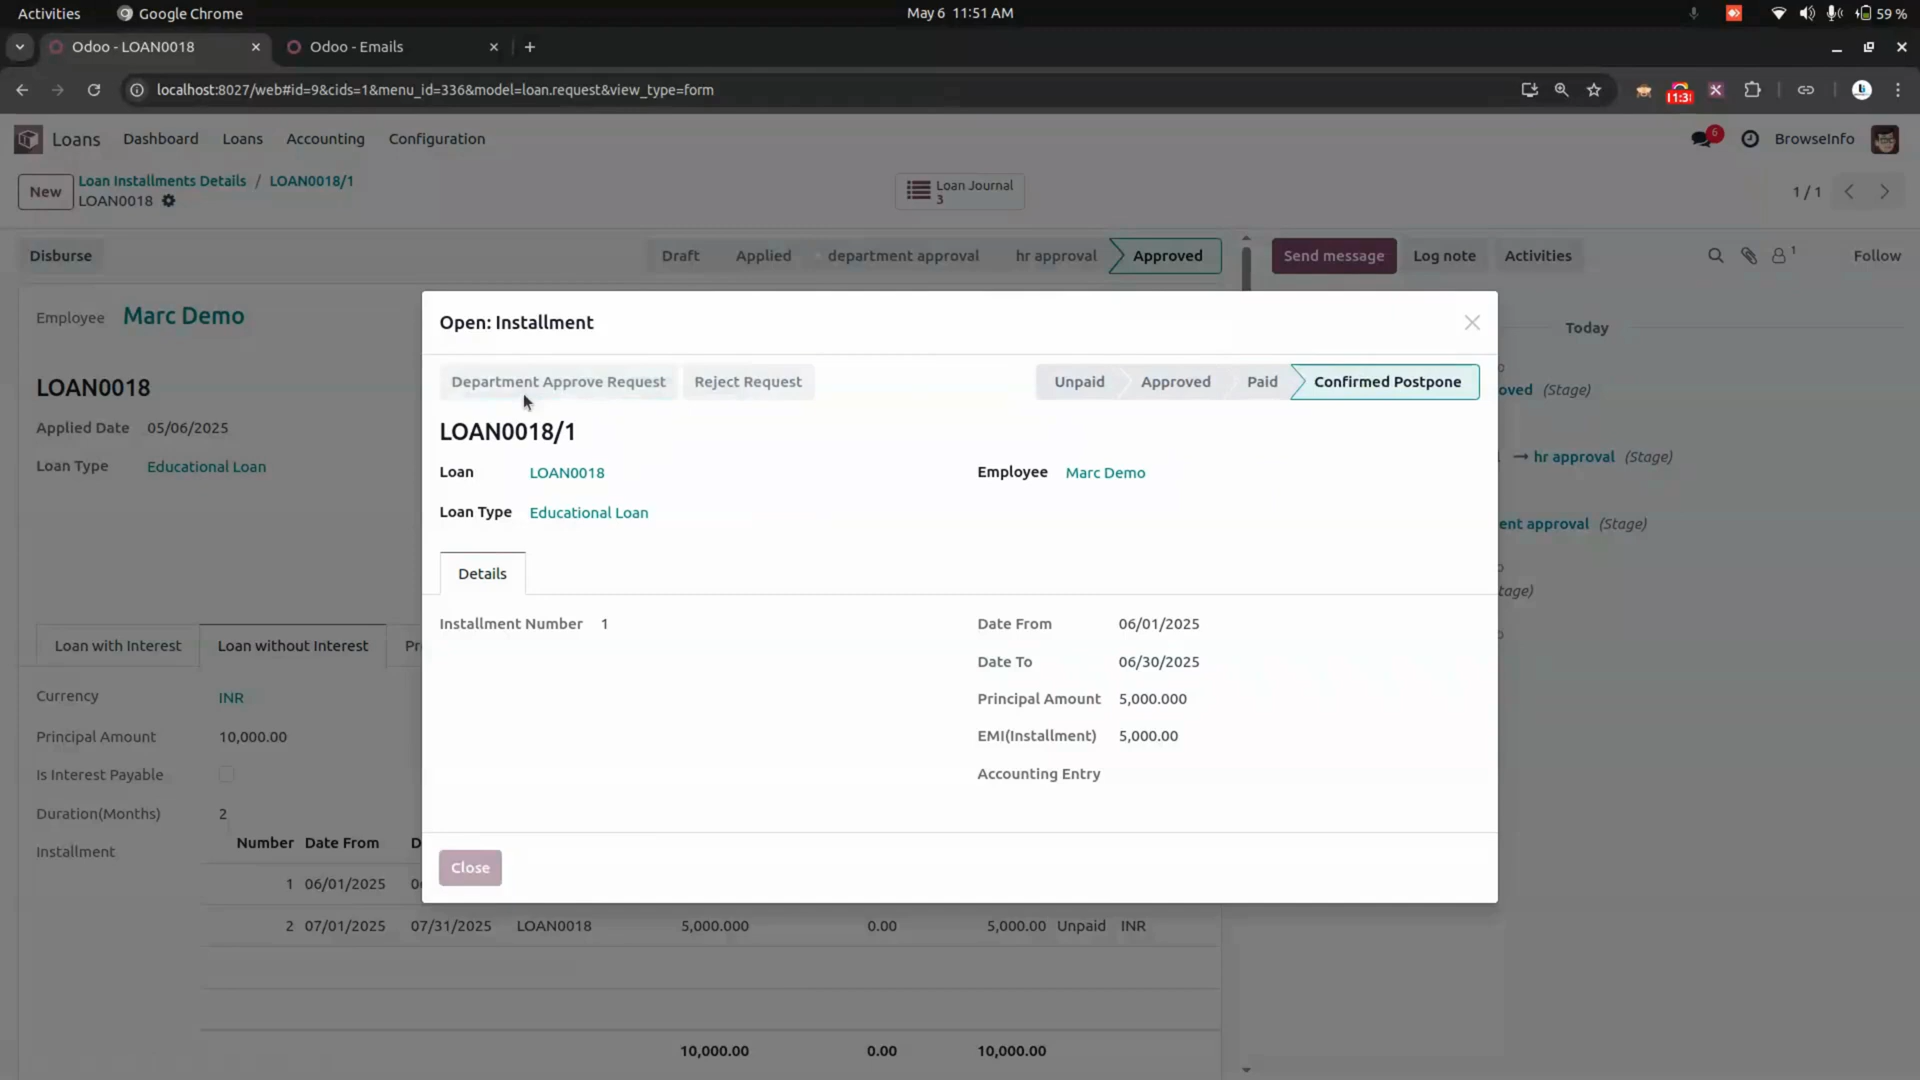 Activities Google Chrome May 6 11:51 AM 59 %
Odoo - LOAN0018 Odoo - Emails
localhost:8027/web#id=9&cids=1&menu_id=336&model=loan.request&view_type=form
Loans Dashboard Loans Accounting Configuration 6 BrowseInfo
New Loan Installments Details / LOAN0018/1
LOAN0018
Loan Journal
3
1 / 1
Disburse Draft Applied department approval hr approval Approved Send message Log note Activities 1 Follow
Employee Marc Demo
Today
Open: Installment
Department Approve Request Reject Request Unpaid Approved Paid Confirmed Postpone
LOAN0018
oved (Stage)
LOAN0018/1
Applied Date 05/06/2025
Loan Type Educational Loan
Loan LOAN0018 Employee Marc Demo
→ hr approval (Stage)
Loan Type Educational Loan
ent approval (Stage)
Details
tage)
Installment Number 1 Date From 06/01/2025
Loan with Interest Loan without Interest Pr
Date To 06/30/2025
Currency INR
Principal Amount 5,000.000
Principal Amount 10,000.00
EMI(Installment) 5,000.00
Is Interest Payable
Accounting Entry
Duration(Months) 2
Number Date From D
Installment
Close
1 06/01/2025
2 07/01/2025 07/31/2025 LOAN0018 5,000.000 0.00 5,000.00 Unpaid INR
10,000.00 0.00 10,000.00